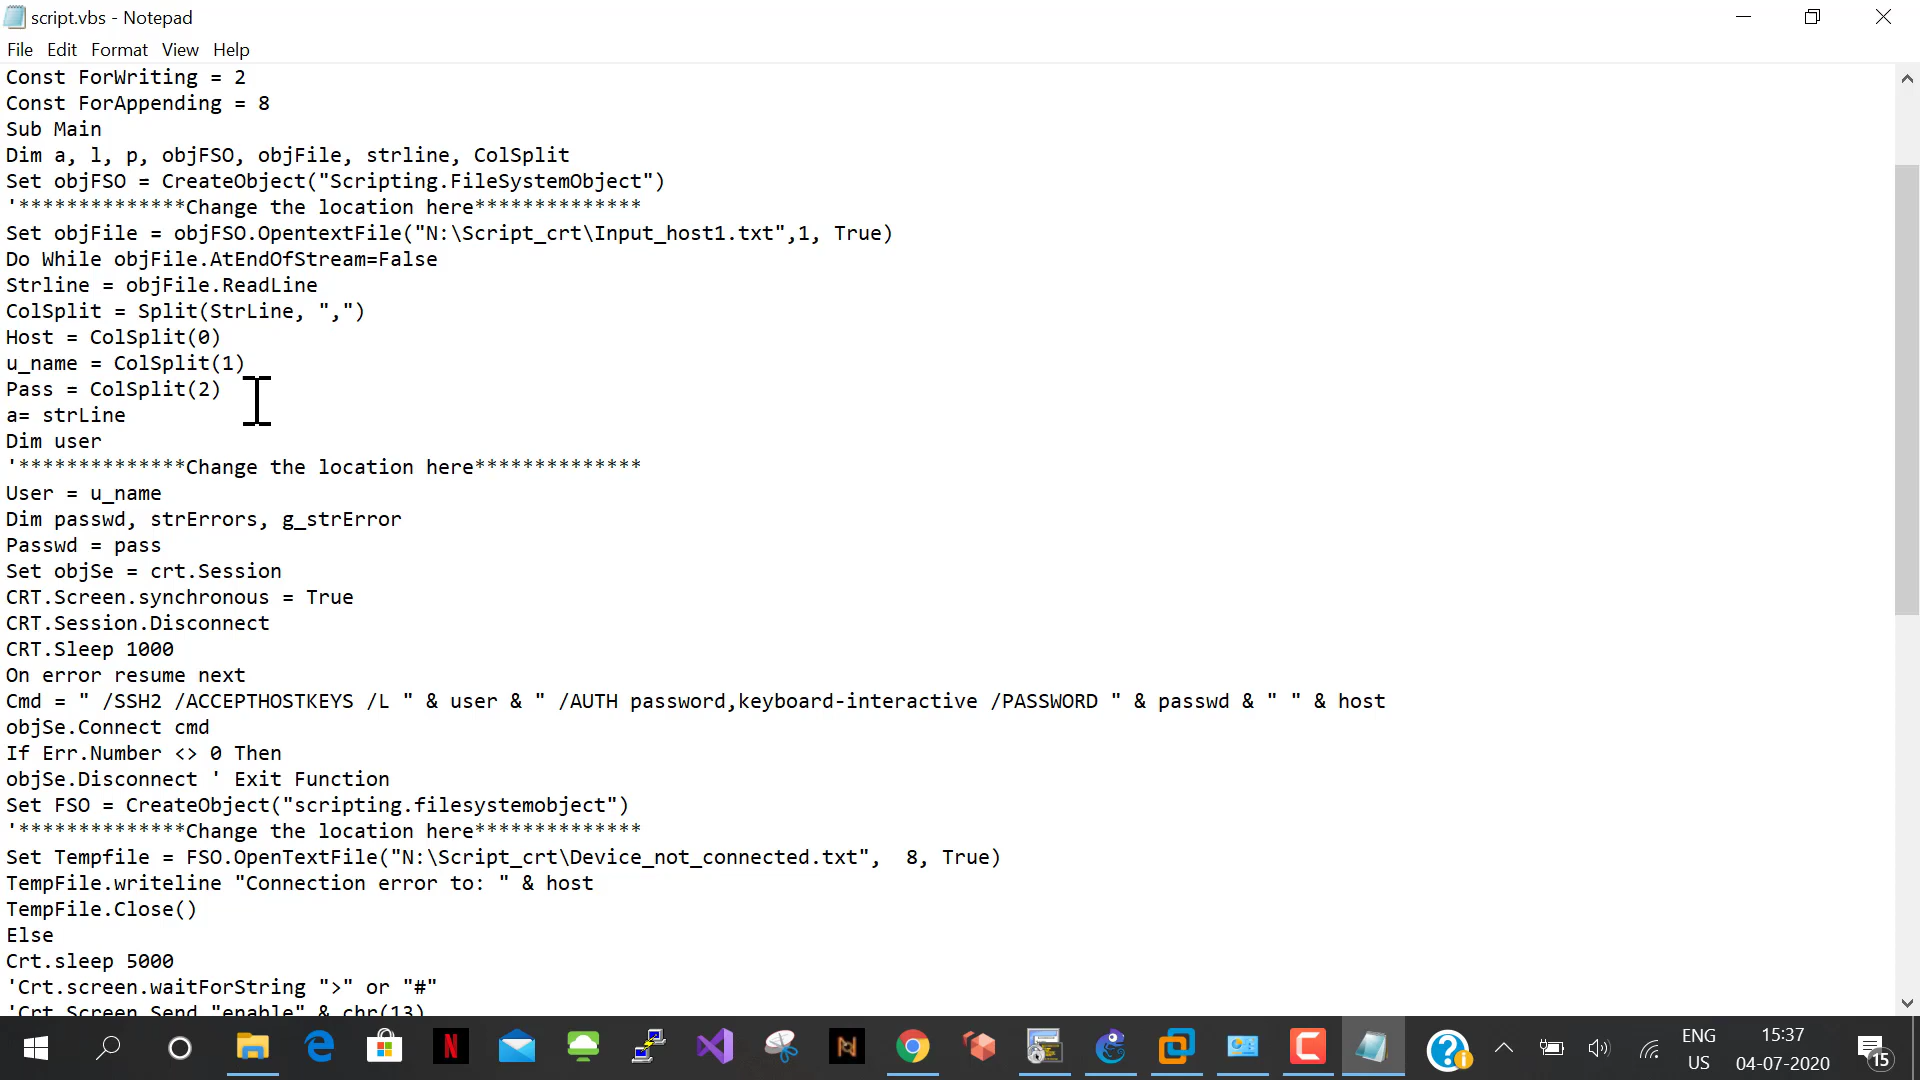 script.vbs - Notepad
File Edit Format View Help
Const ForWriting = 2
Const ForAppending = 8
Sub Main
Dim a, l, p, objFSO, objFile, strline, ColSplit
Set objFSO = CreateObject("Scripting.FileSystemObject")
'**************Change the location here**************
Set objFile = objFSO.OpentextFile("N:\Script_crt\Input_host1.txt",1, True)
Do While objFile.AtEndOfStream=False
Strline = objFile.ReadLine
ColSplit = Split(StrLine, ",")
Host = ColSplit(0)
u_name = ColSplit(1)
Pass = ColSplit(2)
a= strLine
Dim user
'**************Change the location here**************
User = u_name
Dim passwd, strErrors, g_strError
Passwd = pass
Set objSe = crt.Session
CRT.Screen.synchronous = True
CRT.Session.Disconnect
CRT.Sleep 1000
On error resume next
Cmd = " /SSH2 /ACCEPTHOSTKEYS /L " & user & " /AUTH password,keyboard-interactive /PASSWORD " & passwd & " " & host
objSe.Connect cmd
If Err.Number <> 0 Then
objSe.Disconnect ' Exit Function
Set FSO = CreateObject("scripting.filesystemobject")
'**************Change the location here**************
Set Tempfile = FSO.OpenTextFile("N:\Script_crt\Device_not_connected.txt",  8, True)
TempFile.writeline "Connection error to: " & host
TempFile.Close()
Else
Crt.sleep 5000
'Crt.screen.waitForString ">" or "#"
'Crt.Screen.Send "enable" & chr(13)
ENG
US
15:37
04-07-2020
15